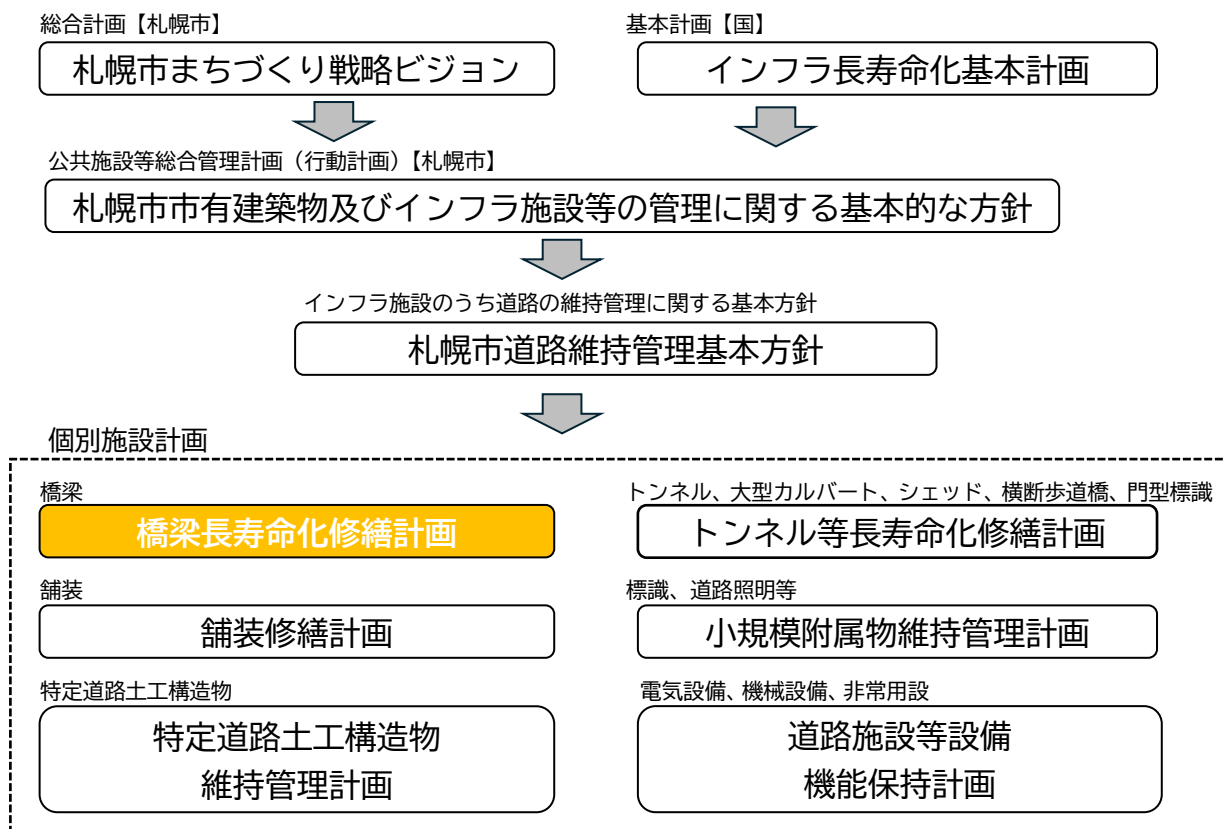 総合計画【札幌市】
札幌市まちづくり戦略ビジョン
基本計画【国】
インフラ長寿命化基本計画
公共施設等総合管理計画（行動計画）【札幌市】
札幌市市有建築物及びインフラ施設等の管理に関する基本的な方針
インフラ施設のうち道路の維持管理に関する基本方針
札幌市道路維持管理基本方針
個別施設計画
橋梁
橋梁長寿命化修繕計画
トンネル、大型カルバート、シェッド、横断歩道橋、門型標識
トンネル等長寿命化修繕計画
舗装
舗装修繕計画
標識、道路照明等
小規模附属物維持管理計画
特定道路土工構造物
特定道路土工構造物
維持管理計画
電気設備、機械設備、非常用設
道路施設等設備
機能保持計画